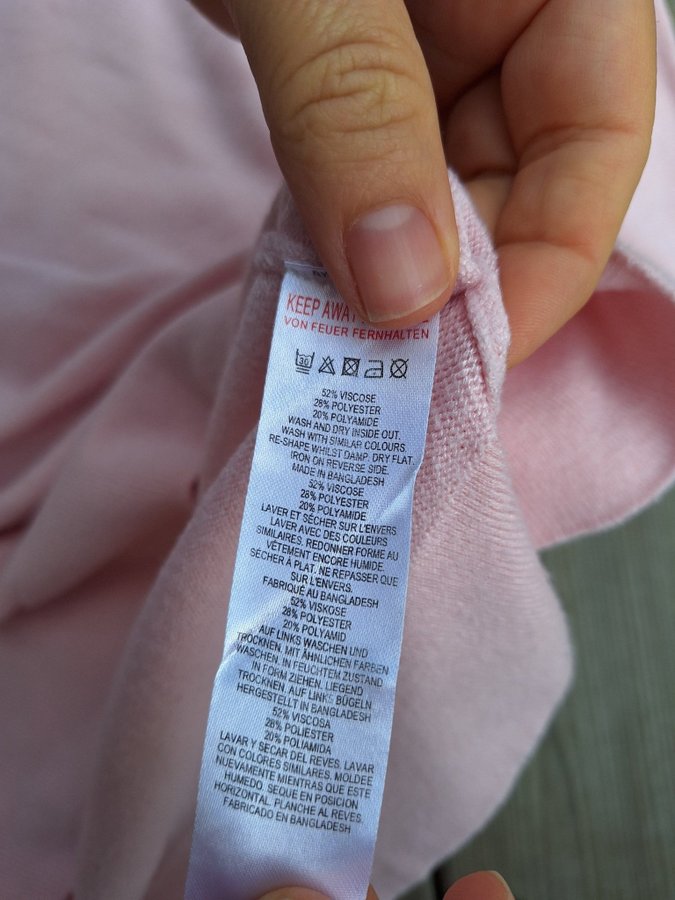 KEEP AWAY
VON FEUER FERNHALTEN
30
52% VISCOSE
28% POLYESTER
20% POLYAMIDE
WASH AND DRY INSIDE OUT.
WASH WITH SIMILAR COLOURS.
RE-SHAPE WHILST DAMP. DRY FLAT.
IRON ON REVERSE SIDE.
MADE IN BANGLADESH
52% VISCOSE
28% POLYESTER
20% POLYAMIDE
LAVER ET SÉCHER SUR L'ENVERS.
LAVER AVEC DES COULEURS
SIMILAIRES. REDONNER FORME AU
VÊTEMENT ENCORE HUMIDE.
SÉCHER À PLAT. NE REPASSER QUE
SUR L'ENVERS.
FABRIQUÉ AU BANGLADESH
52% VISKOSE
28% POLYESTER
20% POLYAMID
AUF LINKS WASCHEN UND
TROCKNEN. MIT ÄHNLICHEN FARBEN
WASCHEN. IN FEUCHTEM ZUSTAND
IN FORM ZIEHEN. LIEGEND
TROCKNEN. AUF LINKS BÜGELN
HERGESTELLT IN BANGLADESH
52% VISCOSA
28% POLIESTER
20% POLIAMIDA
LAVAR Y SECAR DEL REVES. LAVAR
CON COLORES SIMILARES. MOLDEE
NUEVAMENTE MIENTRAS QUE ESTE
HUMEDO. SEQUE EN POSICION
HORIZONTAL. PLANCHE AL REVES.
FABRICADO EN BANGLADESH